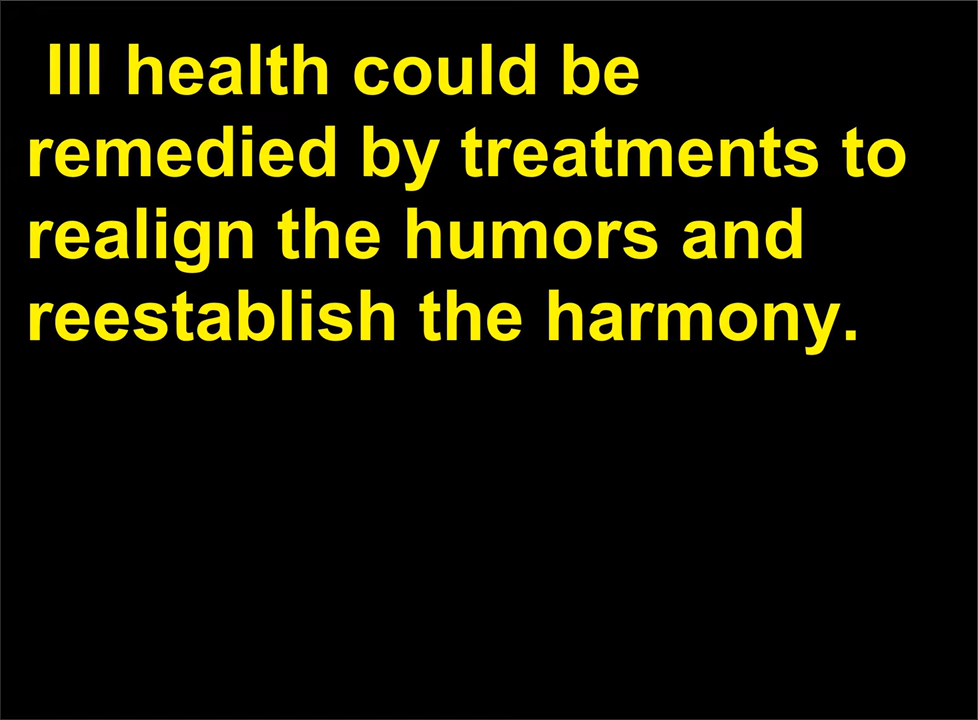 Ill health could be
remedied by treatments to
realign the humors and
reestablish the harmony.